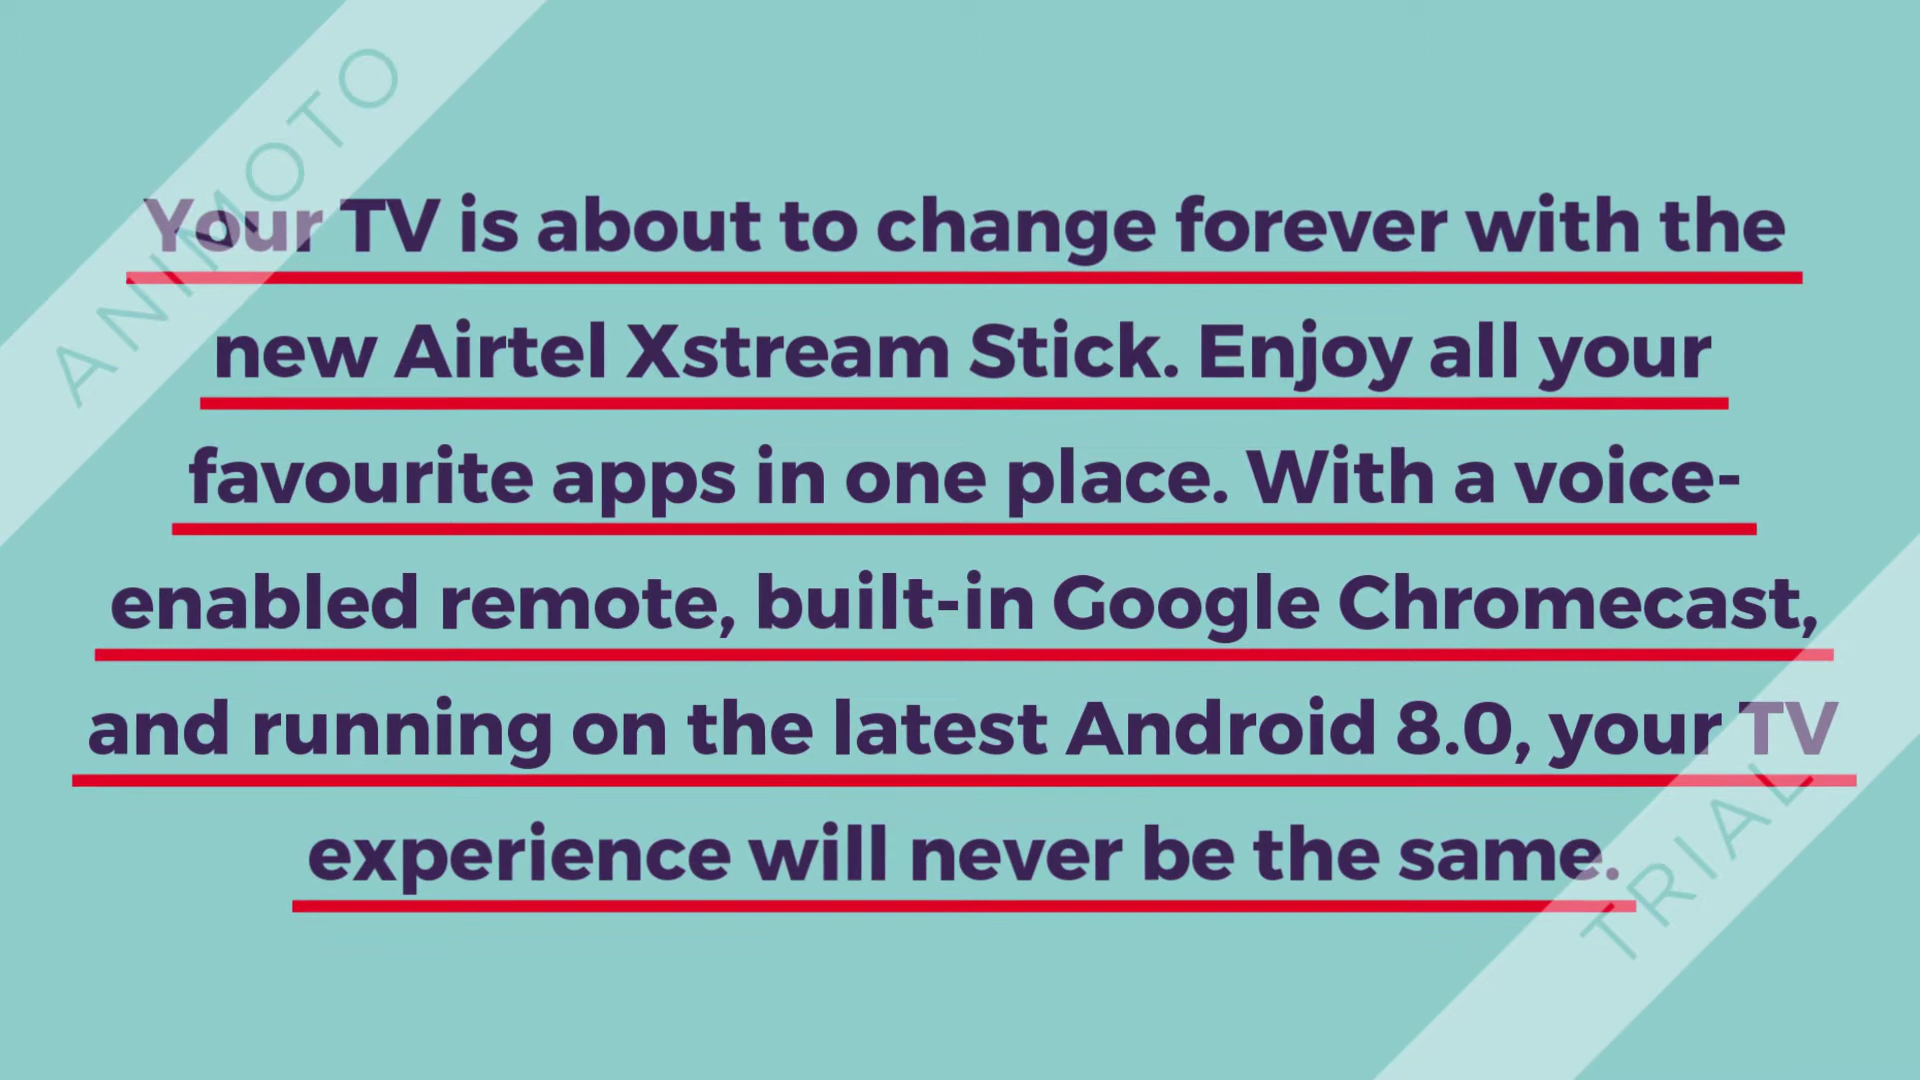 ANIMOTO
Your TV is about to change forever with the
new Airtel Xstream Stick. Enjoy all your
favourite apps in one place. With a voice-
enabled remote, built-in Google Chromecast,
and running on the latest Android 8.0, your TV
experience will never be the same.
TRIAL